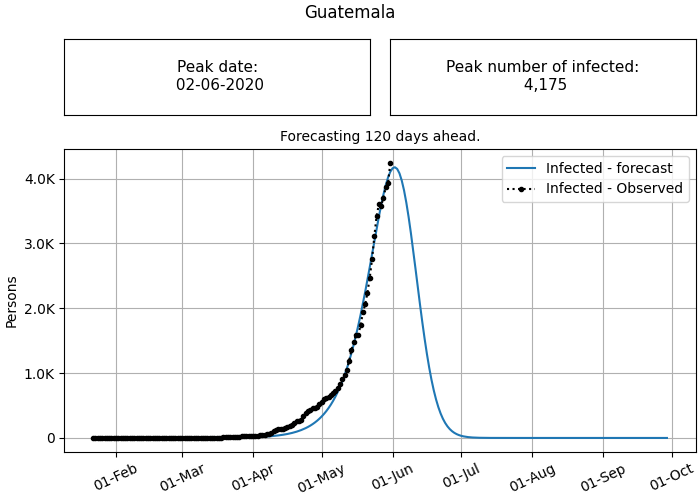 Guatemala
Peak date:
02-06-2020
Peak number of infected:
4,175
Forecasting 120 days ahead.
Infected - forecast
Infected - Observed
Persons
4.0K
3.0K
2.0K
1.0K
0
01-Feb
01-Mar
01-Apr
01-May
01-Jun
01-Jul
01-Aug
01-Sep
01-Oct